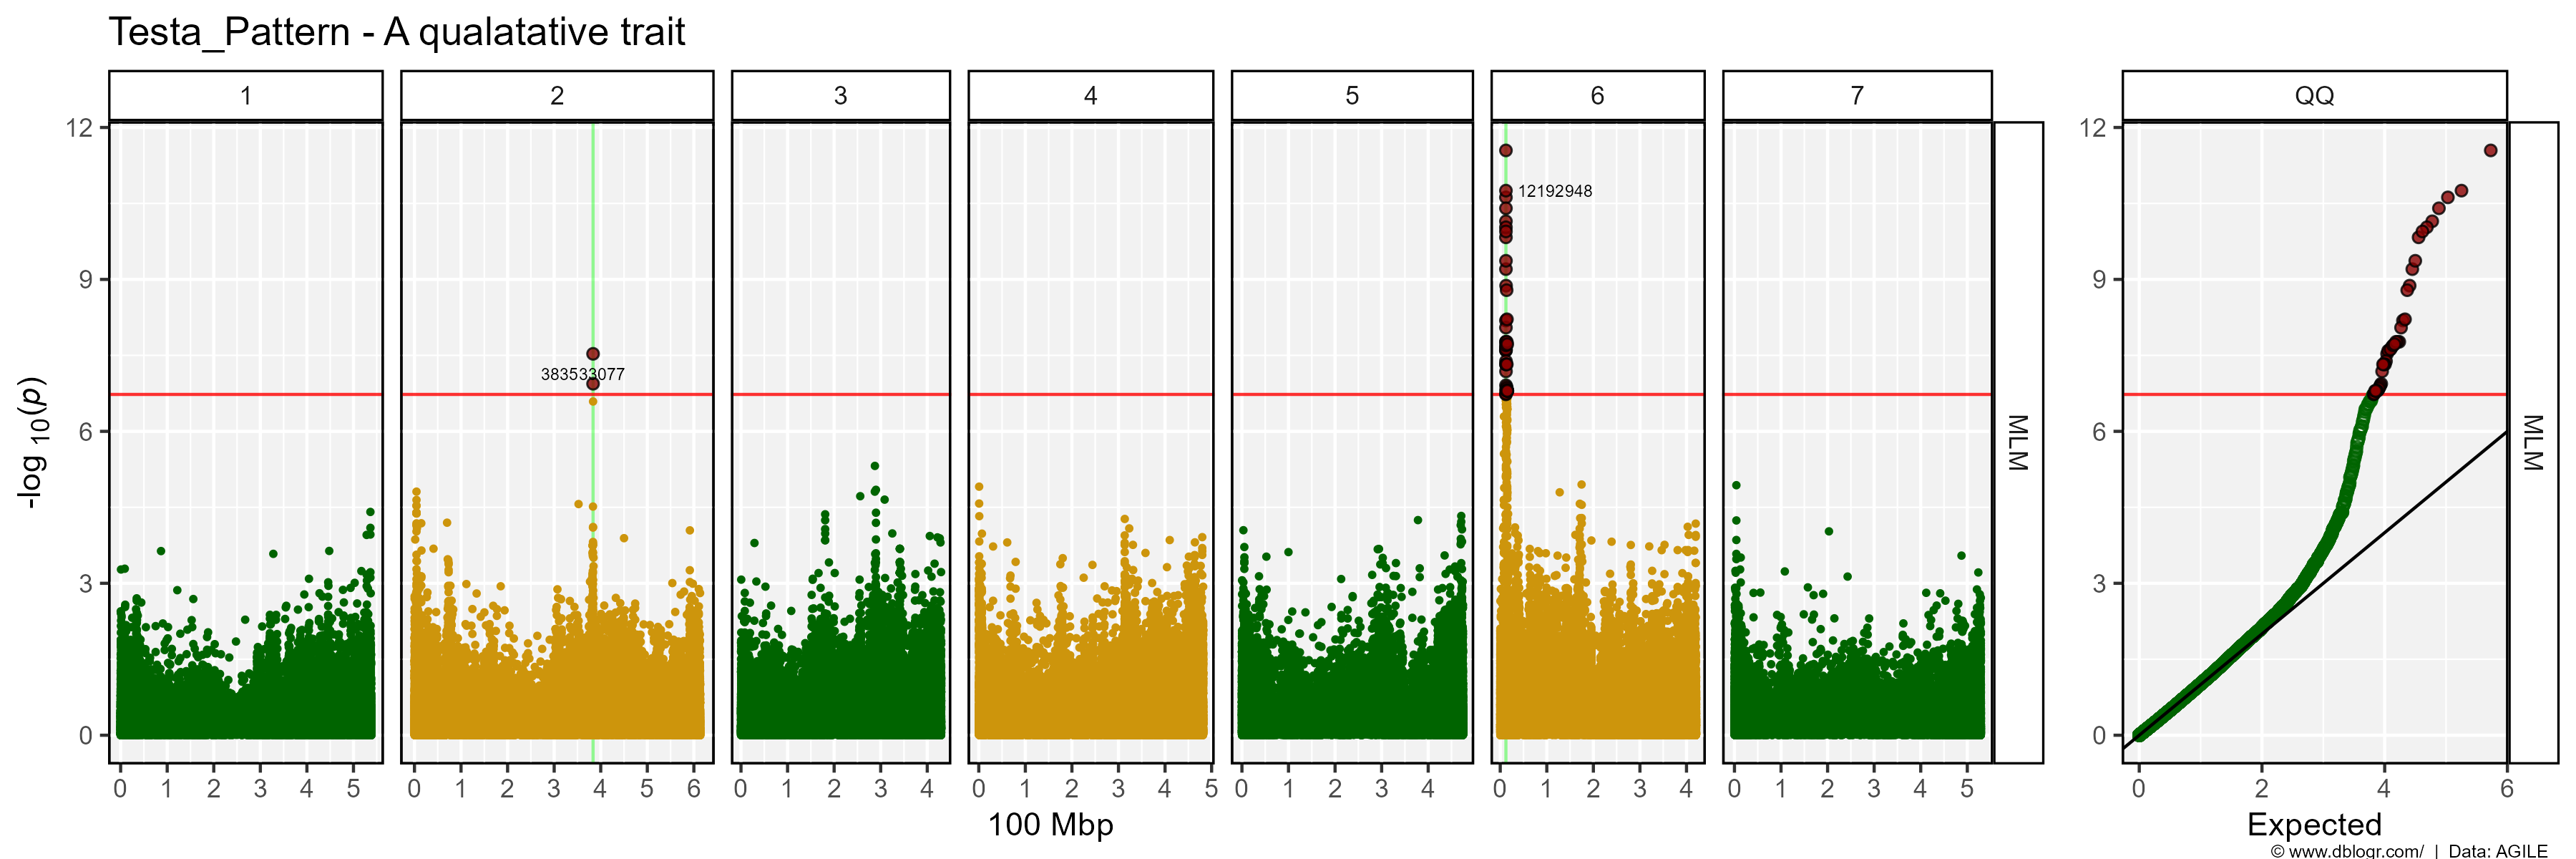 Testa_Pattern - A qualatative trait
1 2 3 4 5 6 7 QQ
12 9 6 3 0
-log 10(p)
383533077
12192948
MLM
12 9 6 3 0
MLM
0 1 2 3 4 5
0 1 2 3 4 5 6
0 1 2 3 4
0 1 2 3 4 5
0 1 2 3 4
0 1 2 3 4
0 1 2 3 4 5
0 2 4 6
100 Mbp
Expected
© www.dblogr.com/ | Data: AGILE